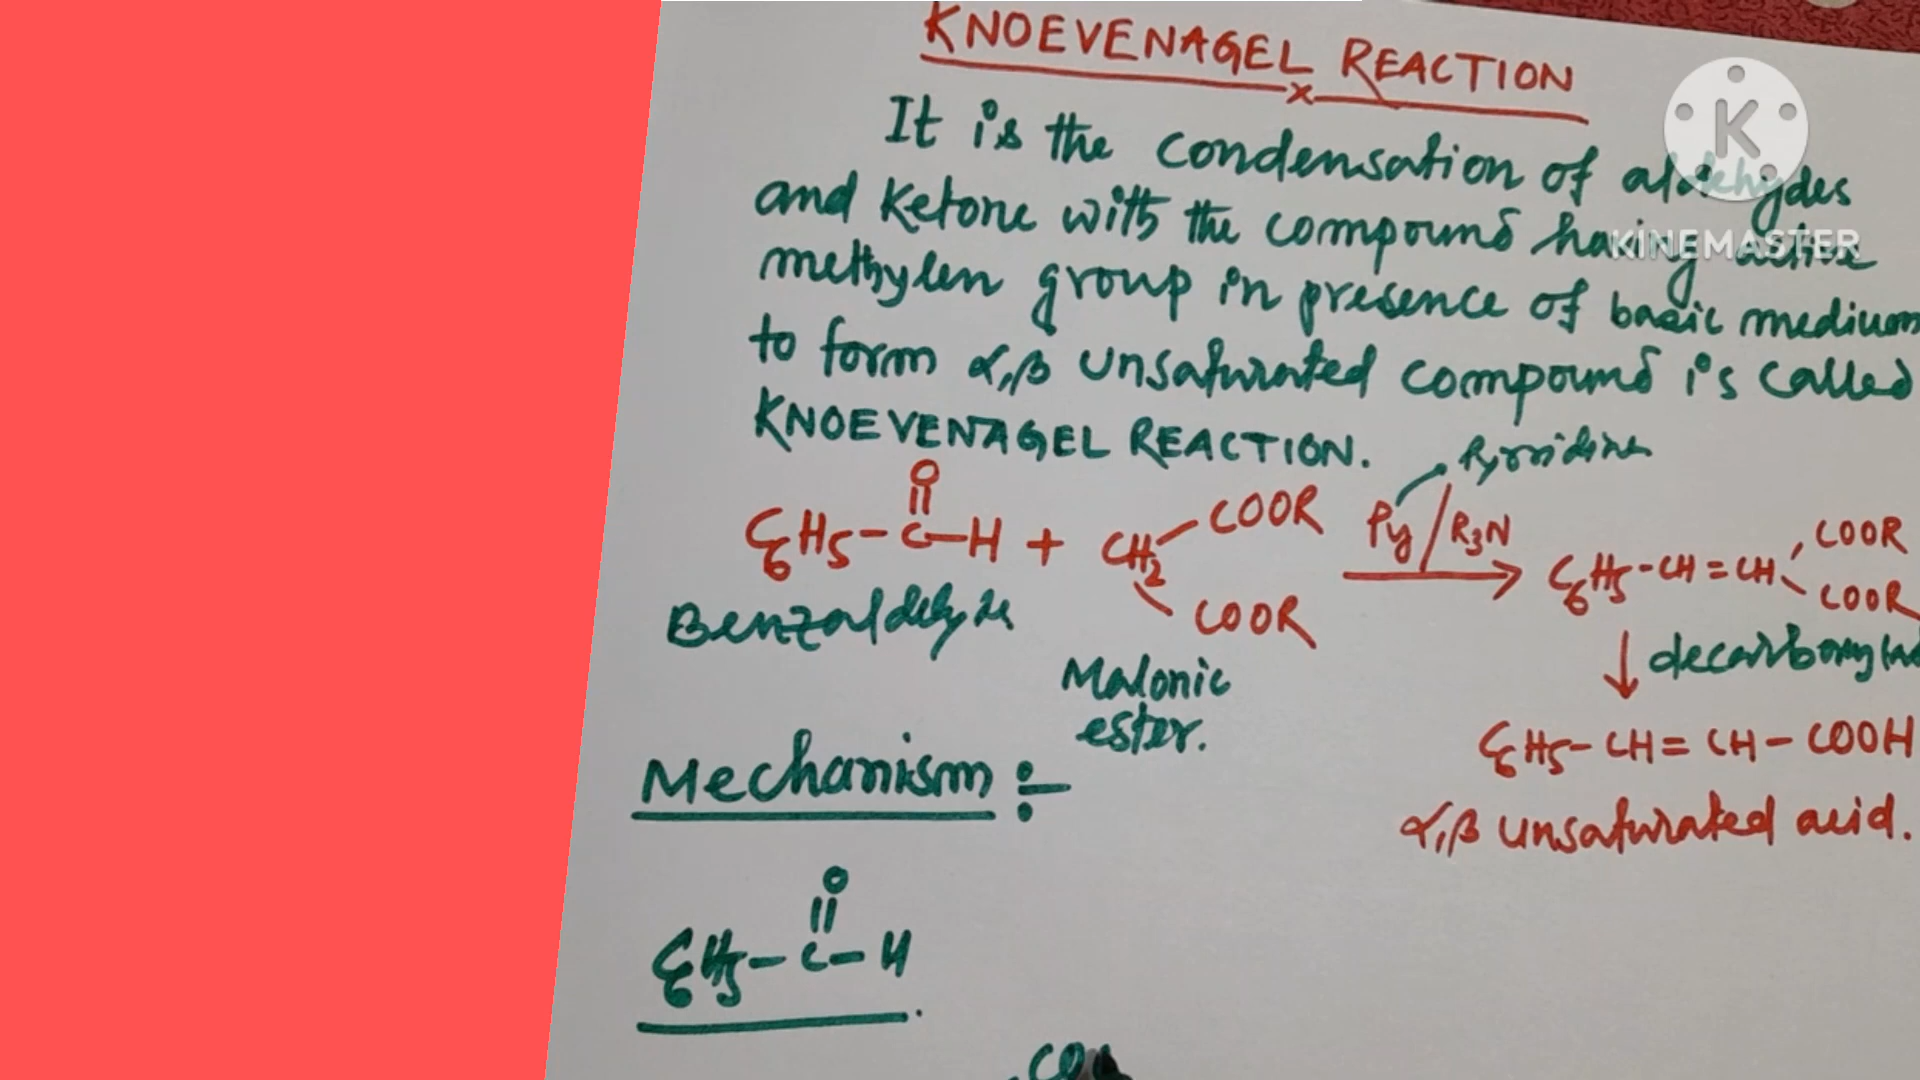 KNOEVENAGEL REACTION
It is the condensation of aldehydes
and Ketone with the compound having active
methylen group in presence of basic medium
to form α,β unsaturated compound is called
KNOEVENAGEL REACTION.
Pyridine
C6H5-C-H + CH2 COOR COOR Py/R3N C6H5-CH=CH COOR COOR
O
Benzaldehyde
Malonic
ester.
decarboxyla
C6H5-CH=CH-COOH
α,β unsaturated acid.
Mechanism :-
O
C6H5-C-H
K
KINEMASTER